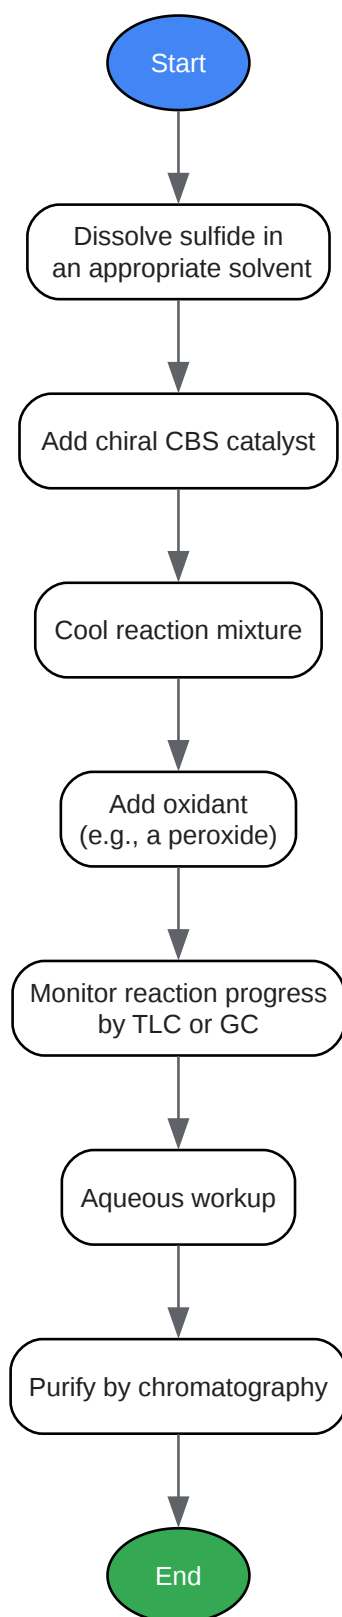 Start
Dissolve sulfide in
an appropriate solvent
Add chiral CBS catalyst
Cool reaction mixture
Add oxidant
(e.g., a peroxide)
Monitor reaction progress
by TLC or GC
Aqueous workup
Purify by chromatography
End